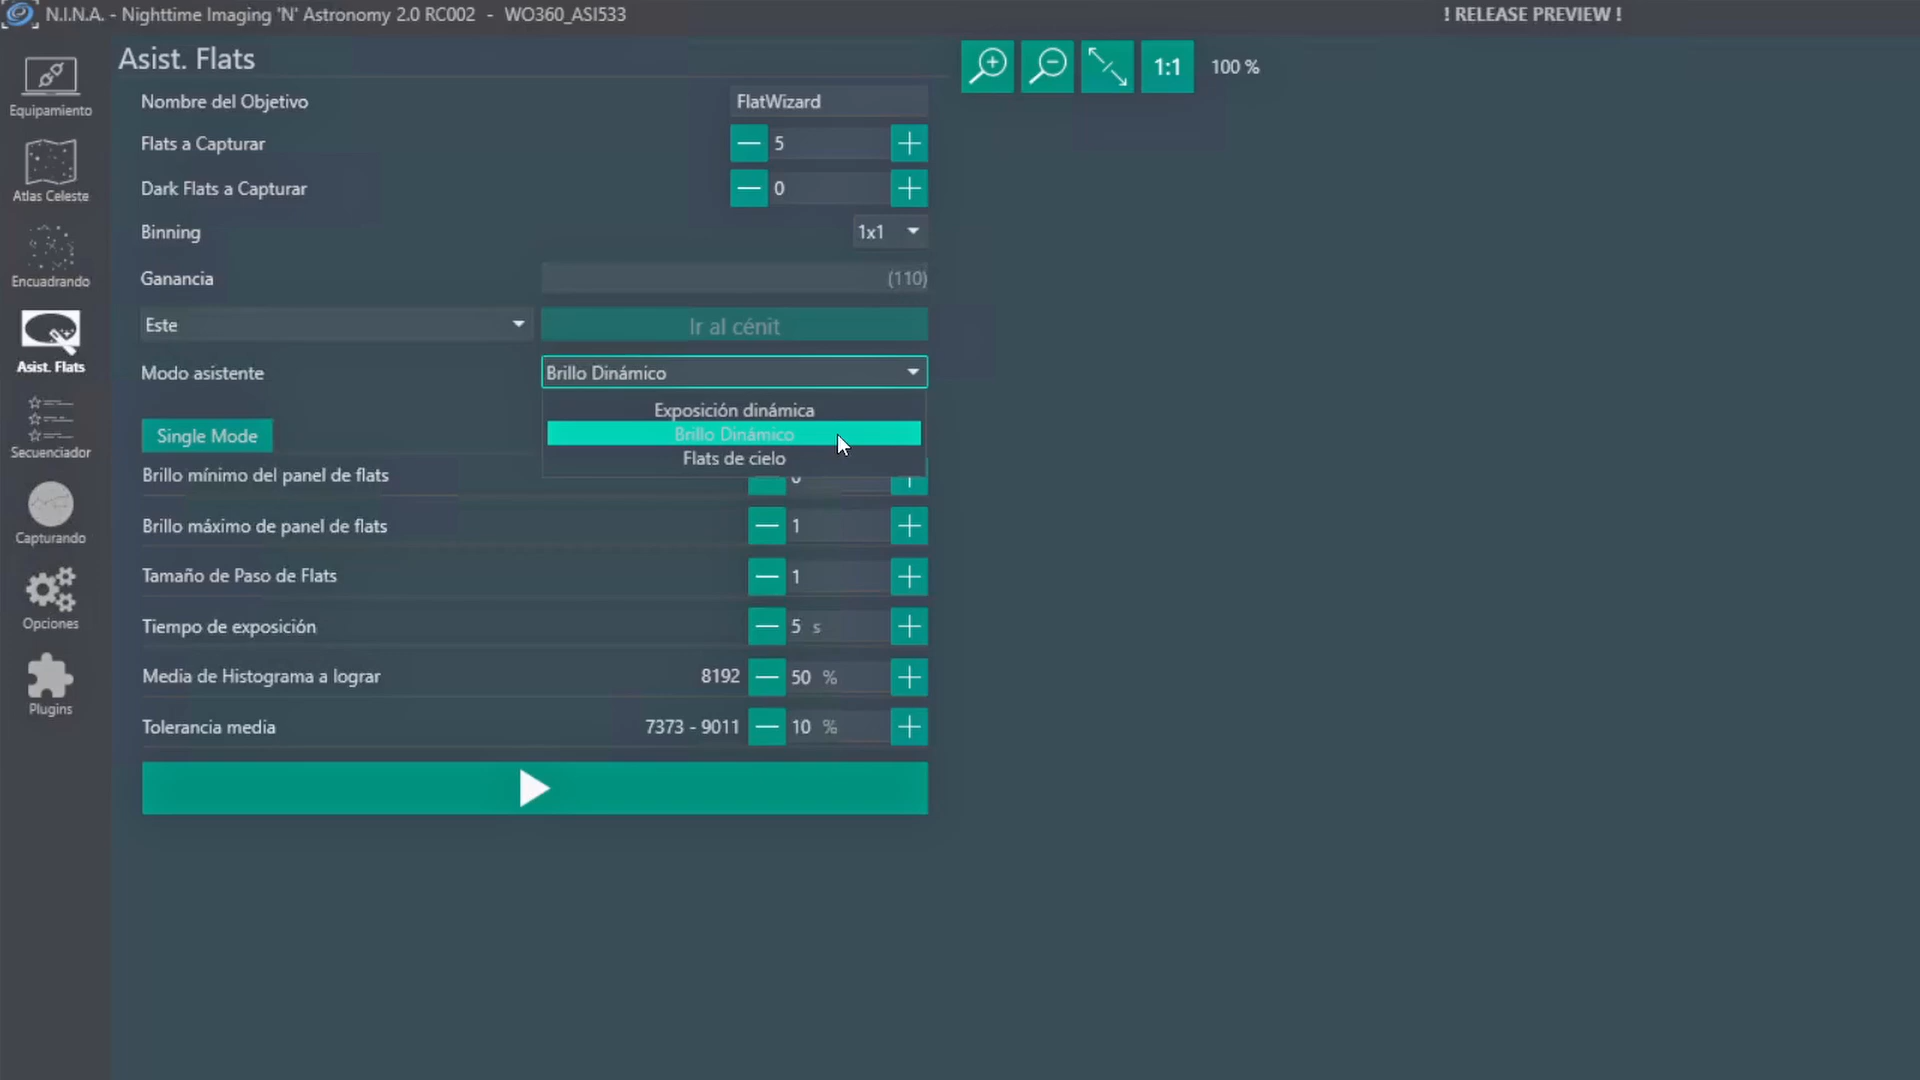 N.I.N.A. - Nighttime Imaging 'N' Astronomy 2.0 RC002 - WO360_ASI533
! RELEASE PREVIEW !
Asist. Flats
1:1 100 %
Equipamiento
Atlas Celeste
Encuadrando
Asist. Flats
Secuenciador
Capturando
Opciones
Plugins
Nombre del Objetivo FlatWizard
Flats a Capturar 5
Dark Flats a Capturar 0
Binning 1x1
Ganancia (110)
Este Ir al cénit
Modo asistente Brillo Dinámico
Exposición dinámica
Brillo Dinámico
Flats de cielo
Single Mode
Brillo mínimo del panel de flats
Brillo máximo de panel de flats 1
Tamaño de Paso de Flats 1
Tiempo de exposición 5 s
Media de Histograma a lograr 8192 50 %
Tolerancia media 7373 - 9011 10 %